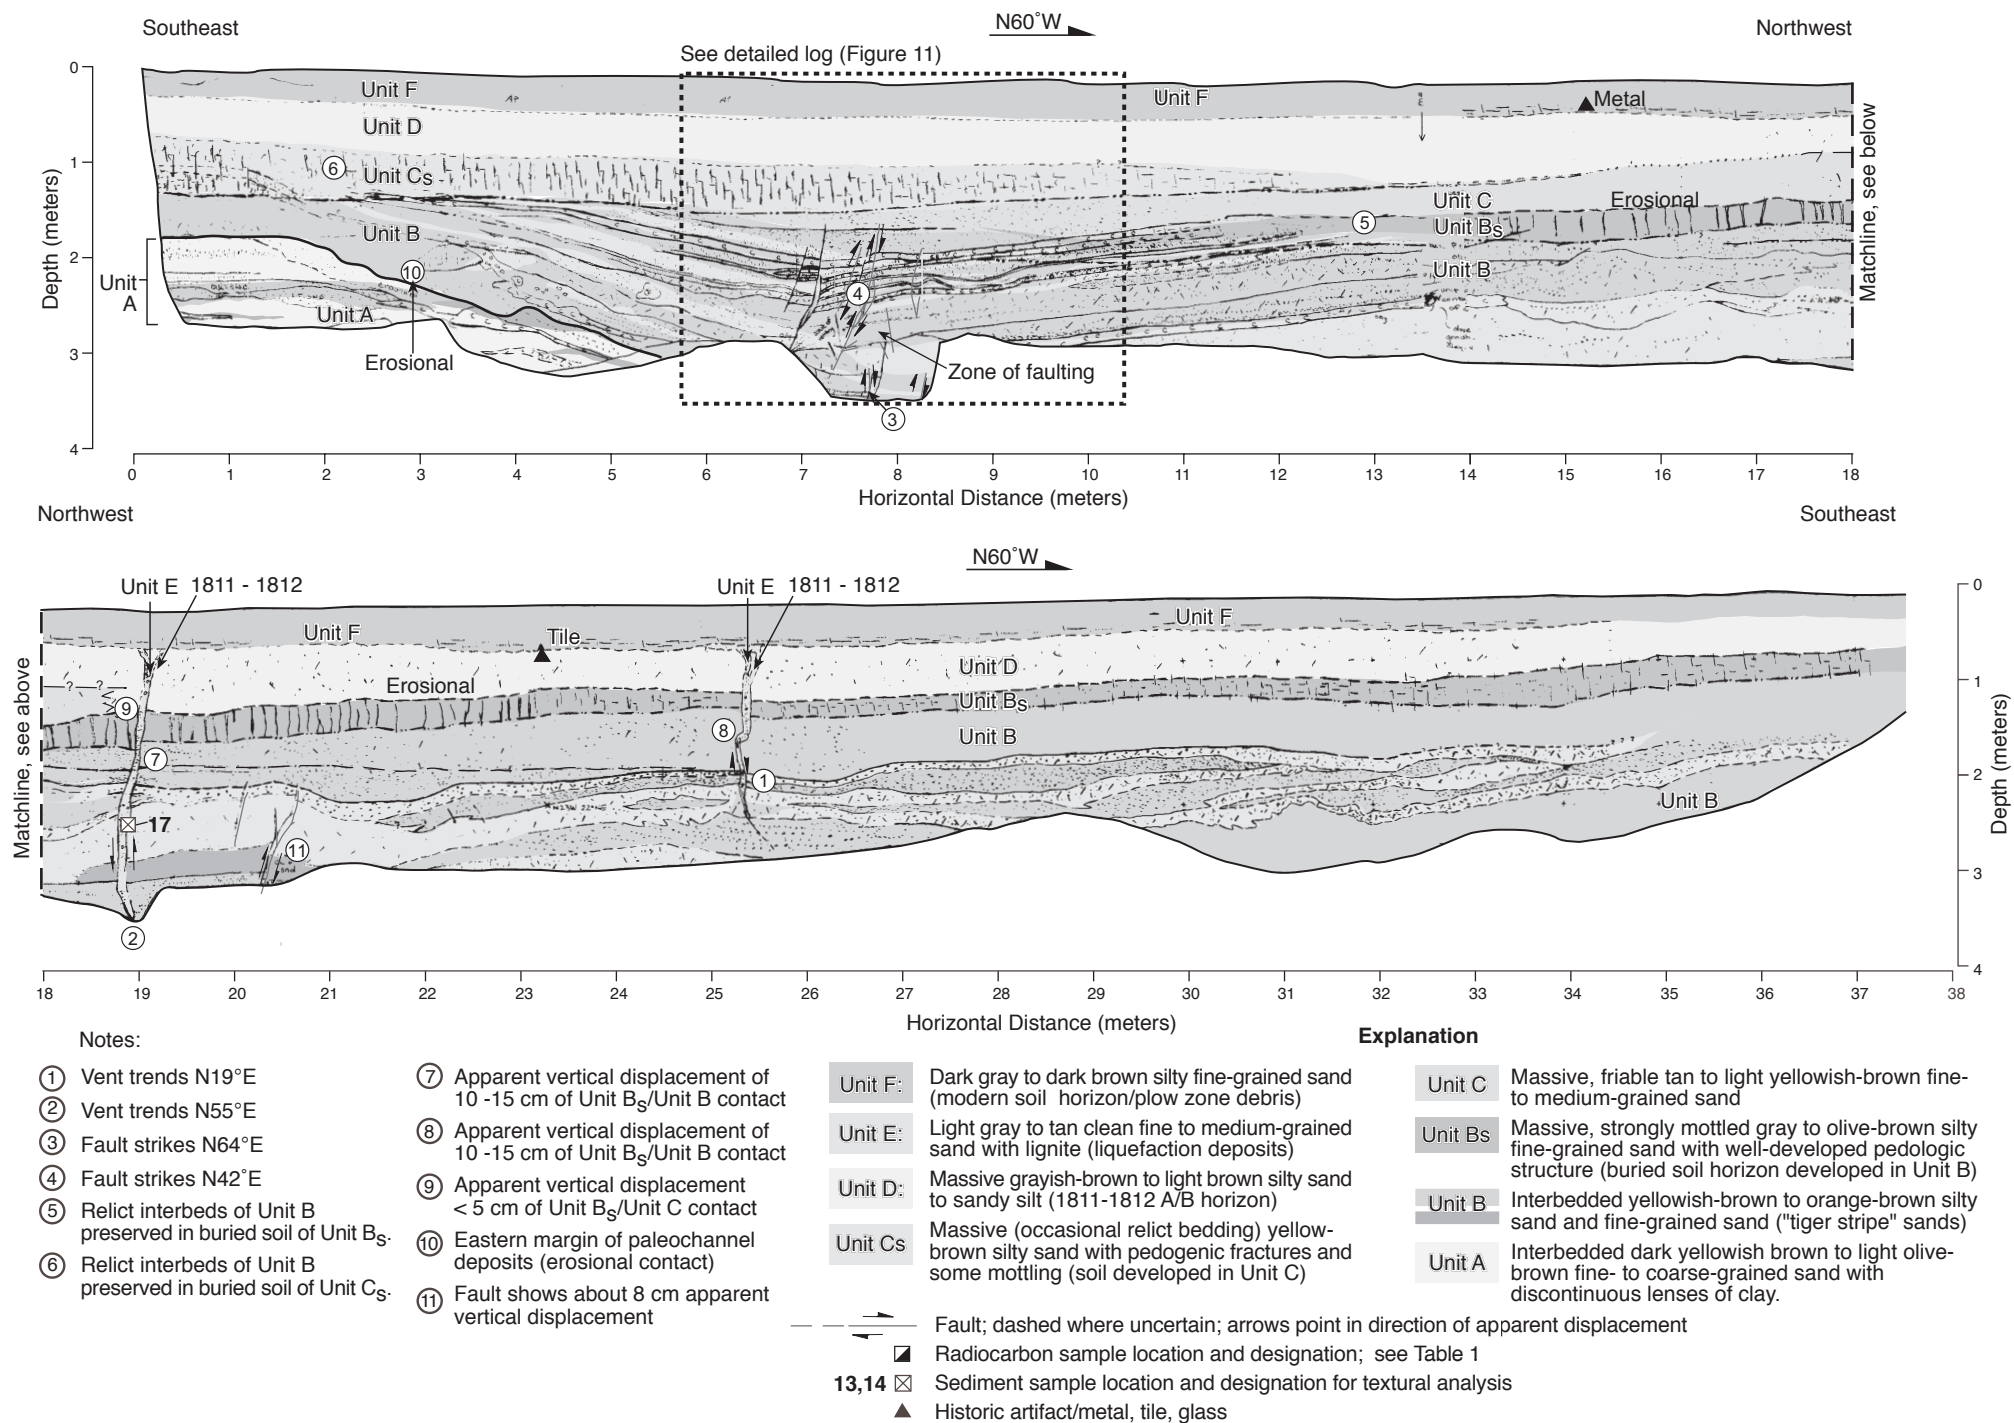 Southeast
N60°W
Northwest
See detailed log (Figure 11)
0
1
2
3
4
Depth (meters)
Unit F
Unit F
Metal
Unit D
6
Unit Cs
Unit C
Erosional
5
Unit Bs
Unit B
Unit B
10
4
Unit
A
Unit A
Erosional
Zone of faulting
3
Matchline, see below
0 1 2 3 4 5 6 7 8 9 10 11 12 13 14 15 16 17 18
Horizontal Distance (meters)
Northwest
Southeast
N60°W
Unit E 1811 - 1812
Unit E 1811 - 1812
Unit F
Tile
Unit F
Unit D
Erosional
Unit Bs
9
8
Unit B
7
1
Unit B
17
11
2
Matchline, see above
0
1
2
3
4
Depth (meters)
18 19 20 21 22 23 24 25 26 27 28 29 30 31 32 33 34 35 36 37 38
Horizontal Distance (meters)
Notes:
1 Vent trends N19°E
2 Vent trends N55°E
3 Fault strikes N64°E
4 Fault strikes N42°E
5 Relict interbeds of Unit B
preserved in buried soil of Unit Bs.
6 Relict interbeds of Unit B
preserved in buried soil of Unit Cs.
7 Apparent vertical displacement of
10 -15 cm of Unit Bs/Unit B contact
8 Apparent vertical displacement of
10 -15 cm of Unit Bs/Unit B contact
9 Apparent vertical displacement
< 5 cm of Unit Bs/Unit C contact
10 Eastern margin of paleochannel
deposits (erosional contact)
11 Fault shows about 8 cm apparent
vertical displacement
Explanation
Unit F: Dark gray to dark brown silty fine-grained sand
(modern soil horizon/plow zone debris)
Unit E: Light gray to tan clean fine to medium-grained
sand with lignite (liquefaction deposits)
Unit D: Massive grayish-brown to light brown silty sand
to sandy silt (1811-1812 A/B horizon)
Unit Cs Massive (occasional relict bedding) yellow-
brown silty sand with pedogenic fractures and
some mottling (soil developed in Unit C)
Unit C Massive, friable tan to light yellowish-brown fine-
to medium-grained sand
Unit Bs Massive, strongly mottled gray to olive-brown silty
fine-grained sand with well-developed pedologic
structure (buried soil horizon developed in Unit B)
Unit B Interbedded yellowish-brown to orange-brown silty
sand and fine-grained sand ("tiger stripe" sands)
Unit A Interbedded dark yellowish brown to light olive-
brown fine- to coarse-grained sand with
discontinuous lenses of clay.
Fault; dashed where uncertain; arrows point in direction of apparent displacement
Radiocarbon sample location and designation; see Table 1
13,14 Sediment sample location and designation for textural analysis
Historic artifact/metal, tile, glass